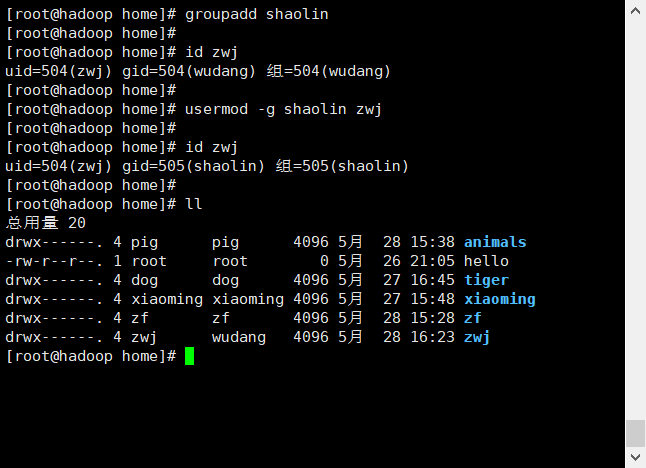 [root@hadoop home]# groupadd shaolin
[root@hadoop home]#
[root@hadoop home]# id zwj
uid=504(zwj) gid=504(wudang) 组=504(wudang)
[root@hadoop home]#
[root@hadoop home]# usermod -g shaolin zwj
[root@hadoop home]#
[root@hadoop home]# id zwj
uid=504(zwj) gid=505(shaolin) 组=505(shaolin)
[root@hadoop home]#
[root@hadoop home]# ll
总用量 20
drwx------. 4 pig      pig      4096 5月  28 15:38 animals
-rw-r--r--. 1 root     root        0 5月  26 21:05 hello
drwx------. 4 dog      dog      4096 5月  27 16:45 tiger
drwx------. 4 xiaoming xiaoming 4096 5月  27 15:48 xiaoming
drwx------. 4 zf       zf       4096 5月  28 15:28 zf
drwx------. 4 zwj      wudang   4096 5月  28 16:23 zwj
[root@hadoop home]#